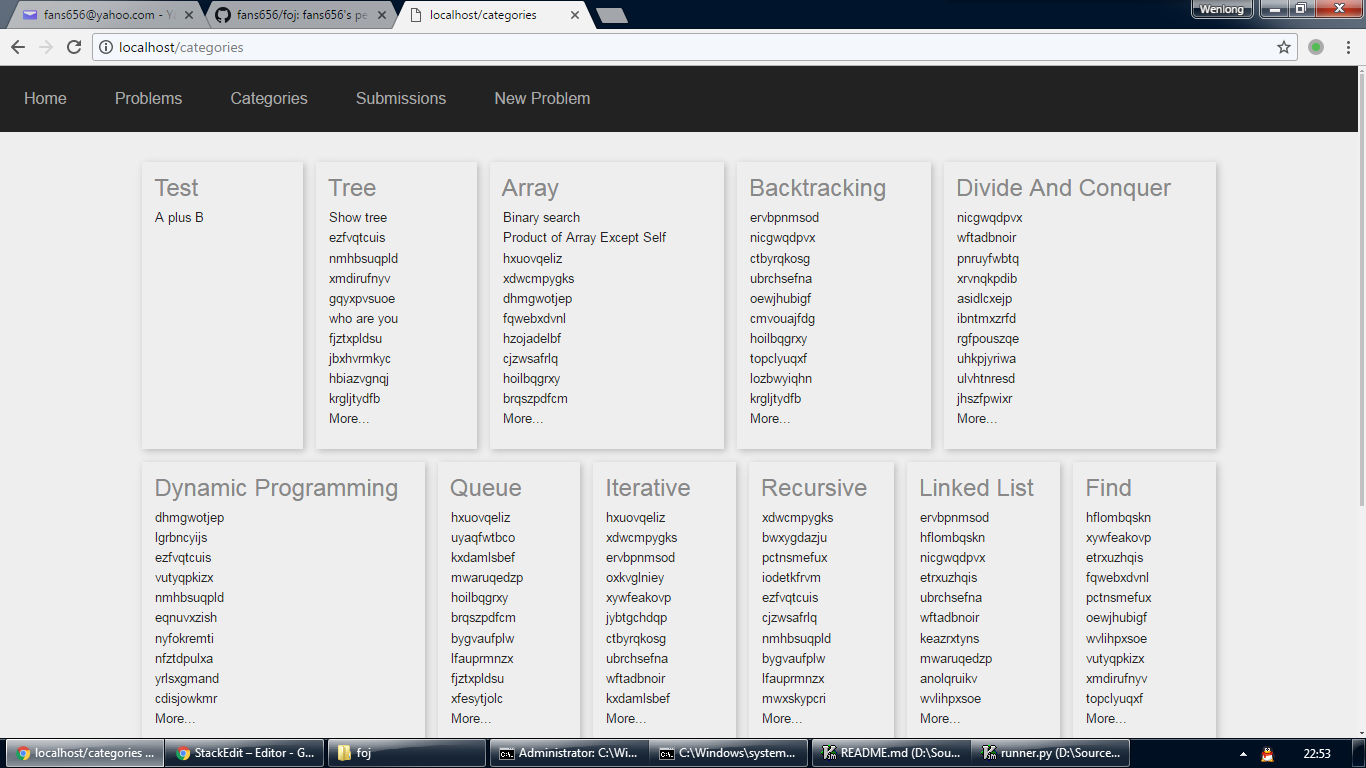 fans656@yahoo.com - Y
fans656/foj: fans656's pe
localhost/categories
Wenlong
localhost/categories
Home Problems Categories Submissions New Problem
Test
A plus B
Tree
Show tree
ezfvqtcuis
nmhbsuqpld
xmdirufnyv
gqyxpvsuoe
who are you
fjztxpldsu
jbxhvrmkyc
hbiazvgnqj
krgljtydfb
More...
Array
Binary search
Product of Array Except Self
hxuovqeliz
xdwcmpygks
dhmgwotjep
fqwebxdvnl
hzojadelbf
cjzwsafrlq
hoilbqgrxy
brqszpdfcm
More...
Backtracking
ervbpnmsod
nicgwqdpvx
ctbyrqkosg
ubrchsefna
oewjhubigf
cmvouajfdg
hoilbqgrxy
topclyuqxf
lozbwyiqhn
krgljtydfb
More...
Divide And Conquer
nicgwqdpvx
wftadbnoir
pnruyfwbtq
xrvnqkpdib
asidlcxejp
ibntmxzrfd
rgfpouszqe
uhkpjyriwa
ulvhtnresd
jhszfpwixr
More...
Dynamic Programming
dhmgwotjep
lgrbncyijs
ezfvqtcuis
vutyqpkizx
nmhbsuqpld
eqnuvxzish
nyfokremti
nfztdpulxa
yrlsxgmand
cdisjowkmr
More...
Queue
hxuovqeliz
uyaqfwtbco
kxdamlsbef
mwaruqedzp
hoilbqgrxy
brqszpdfcm
bygvaufplw
lfauprmnzx
fjztxpldsu
xfesytjolc
More...
Iterative
hxuovqeliz
xdwcmpygks
ervbpnmsod
oxkvglniey
xywfeakovp
jybtgchdqp
ctbyrqkosg
ubrchsefna
wftadbnoir
kxdamlsbef
More...
Recursive
xdwcmpygks
bwxygdazju
pctnsmefux
iodetkfrvm
ezfvqtcuis
cjzwsafrlq
nmhbsuqpld
bygvaufplw
lfauprmnzx
mwxskypcri
More...
Linked List
ervbpnmsod
hflombqskn
nicgwqdpvx
etrxuzhqis
ubrchsefna
wftadbnoir
keazrxtyns
mwaruqedzp
anolqruikv
wvlihpxsoe
More...
Find
hflombqskn
xywfeakovp
etrxuzhqis
fqwebxdvnl
pctnsmefux
oewjhubigf
wvlihpxsoe
vutyqpkizx
xmdirufnyv
topclyuqxf
More...
localhost/categories ...
StackEdit – Editor - G...
foj
Administrator: C:\Wi...
C:\Windows\system...
README.md (D:\Sou...
runner.py (D:\Source...
22:53